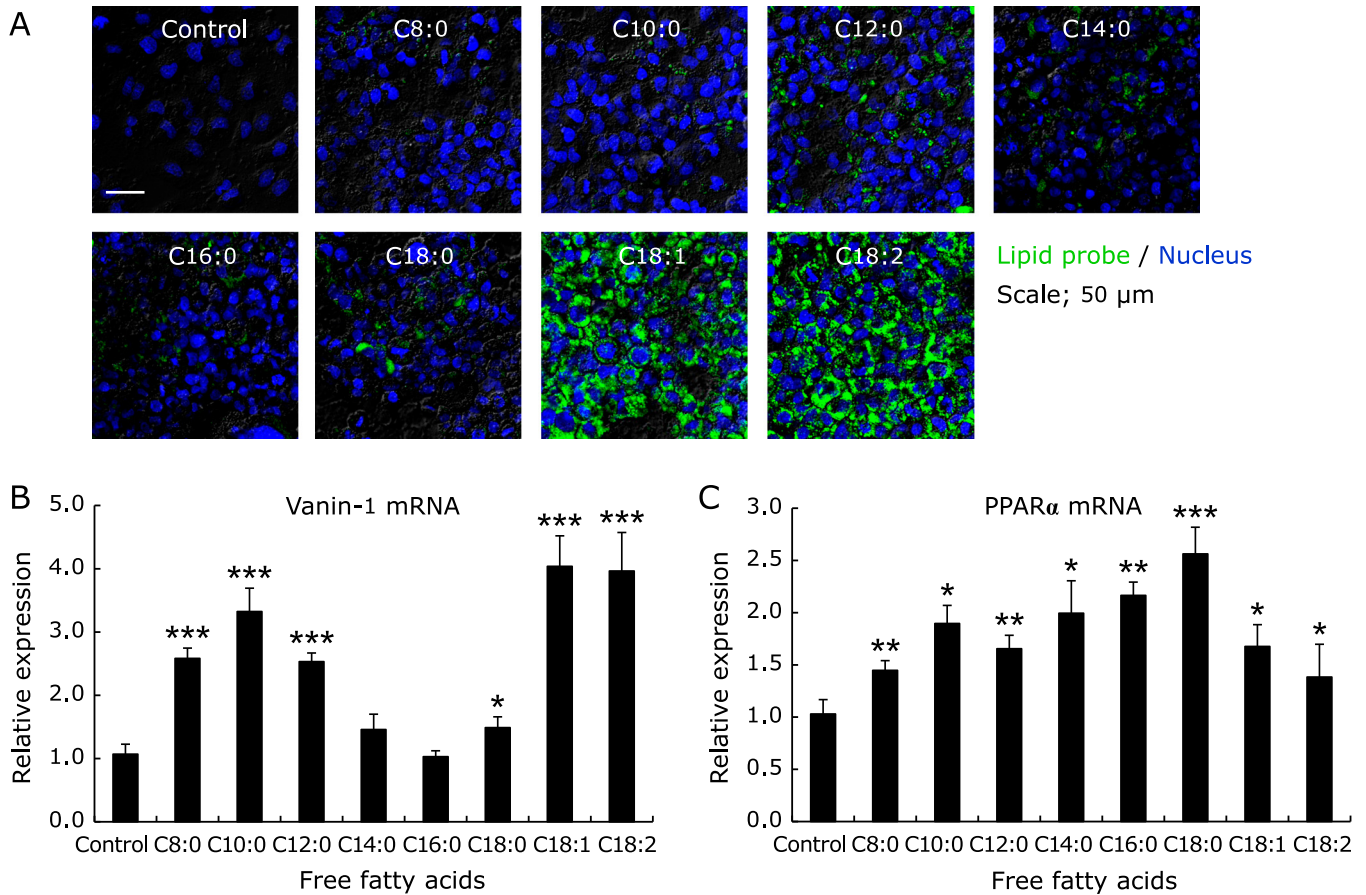 A
Control
C8:0
C10:0
C12:0
C14:0
C16:0
C18:0
C18:1
C18:2
Lipid probe / Nucleus
Scale; 50 μm
B
Vanin-1 mRNA
Relative expression
5.0
4.0
3.0
2.0
1.0
0.0
***
***
***
*
***
***
Control C8:0 C10:0 C12:0 C14:0 C16:0 C18:0 C18:1 C18:2
Free fatty acids
C
PPARα mRNA
Relative expression
3.0
2.5
2.0
1.5
1.0
0.5
0.0
**
*
**
*
**
***
*
*
Control C8:0 C10:0 C12:0 C14:0 C16:0 C18:0 C18:1 C18:2
Free fatty acids